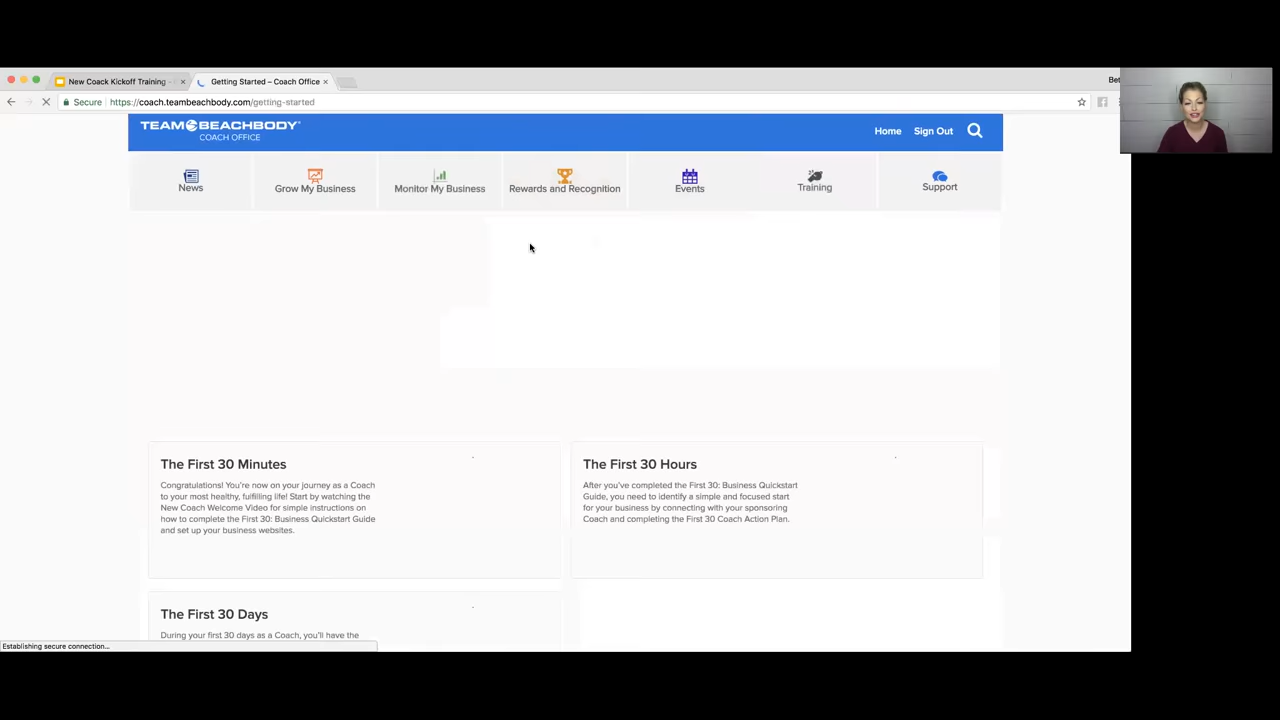 New Coach Kickoff Training -
Getting Started – Coach Office
Bet
Secure
https://coach.teambeachbody.com/getting-started
TEAM BEACHBODY
COACH OFFICE
Home
Sign Out
News
Grow My Business
Monitor My Business
Rewards and Recognition
Events
Training
Support
The First 30 Minutes
Congratulations! You're now on your journey as a Coach
to your most healthy, fulfilling life! Start by watching the
New Coach Welcome Video for simple instructions on
how to complete the First 30: Business Quickstart Guide
and set up your business websites.
The First 30 Hours
After you've completed the First 30: Business Quickstart
Guide, you need to identify a simple and focused start
for your business by connecting with your sponsoring
Coach and completing the First 30 Coach Action Plan.
The First 30 Days
During your first 30 days as a Coach, you'll have the
Establishing secure connection...